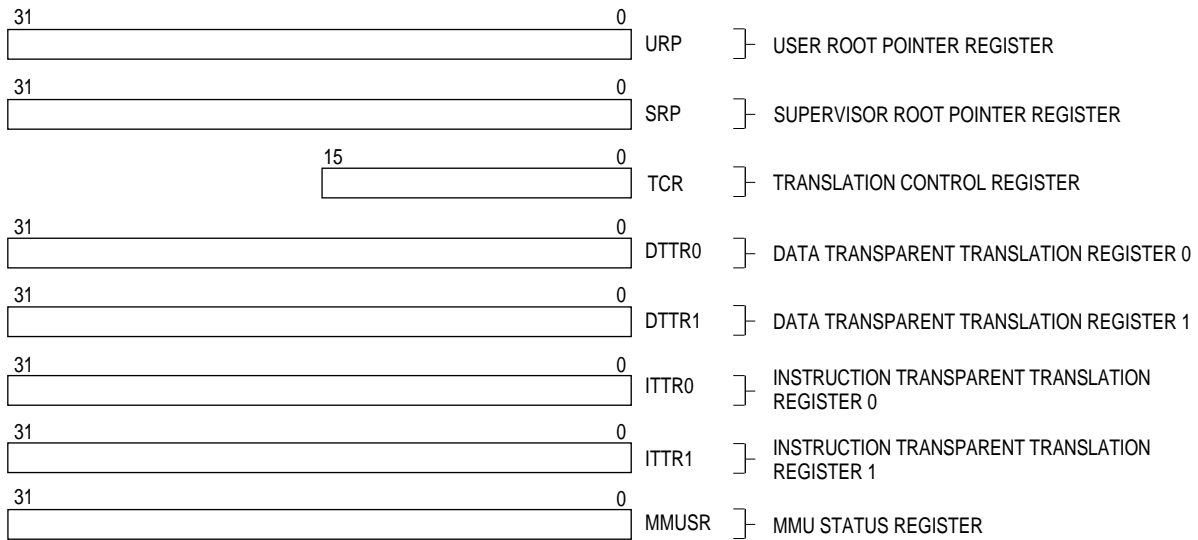 31 0
URP USER ROOT POINTER REGISTER
31 0
SRP SUPERVISOR ROOT POINTER REGISTER
15 0
TCR TRANSLATION CONTROL REGISTER
31 0
DTTR0 DATA TRANSPARENT TRANSLATION REGISTER 0
31 0
DTTR1 DATA TRANSPARENT TRANSLATION REGISTER 1
31 0
ITTR0 INSTRUCTION TRANSPARENT TRANSLATION
REGISTER 0
31 0
ITTR1 INSTRUCTION TRANSPARENT TRANSLATION
REGISTER 1
31 0
MMUSR MMU STATUS REGISTER